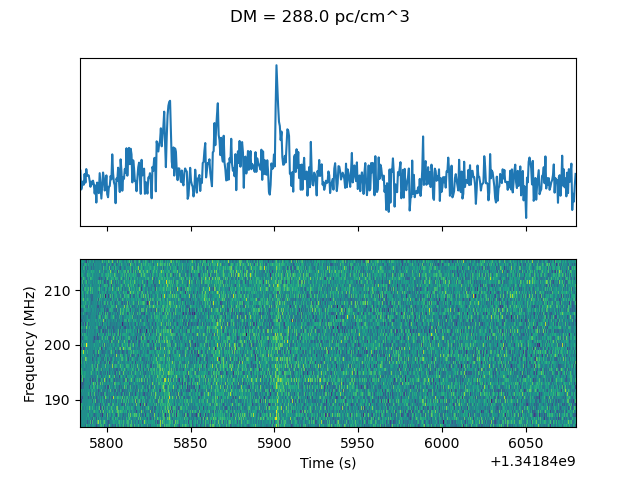 DM = 288.0 pc/cm^3
210
200
190
Frequency (MHz)
5800 5850 5900 5950 6000 6050
Time (s)
+1.34184e9